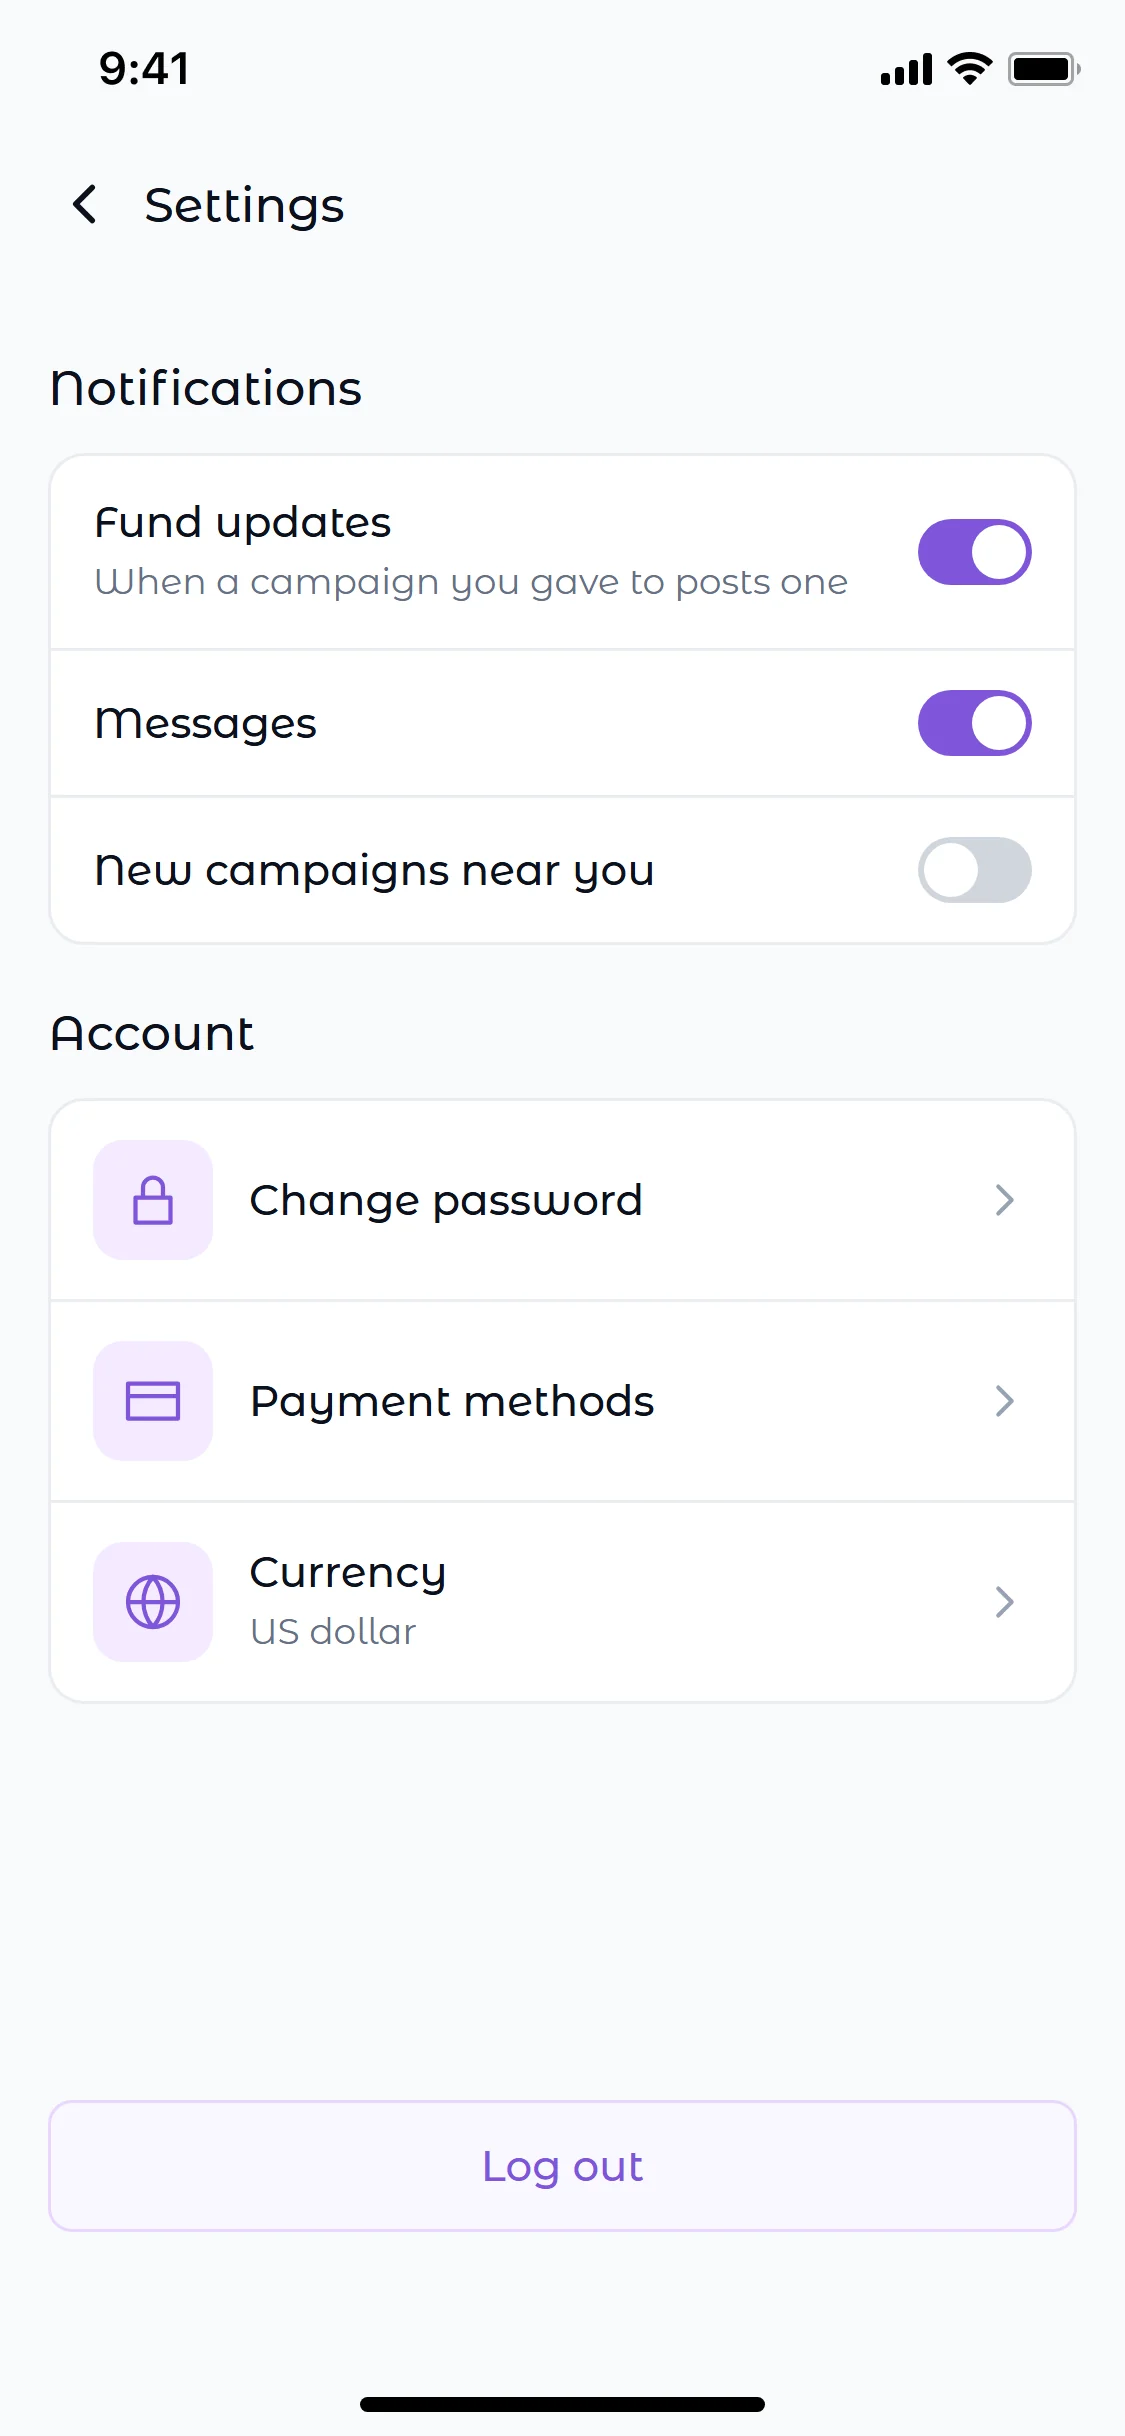 9:41
Settings
Notifications
Fund updates
When a campaign you gave to posts one
Messages
New campaigns near you
Account
Change password
Payment methods
Currency
US dollar
Log out